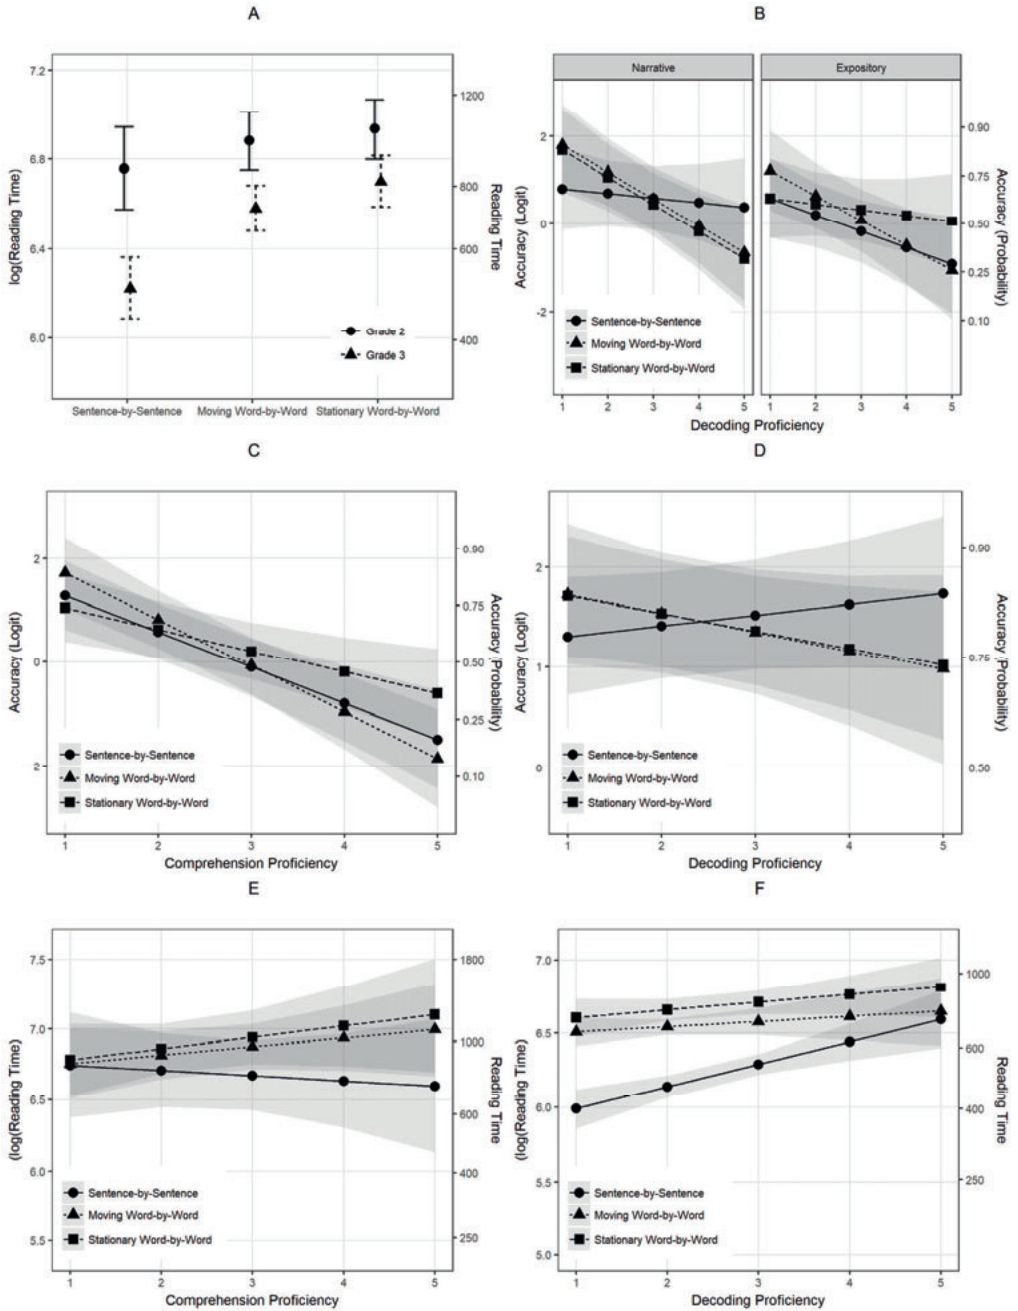 A
log(Reading Time)
7.2
6.8
6.4
6.0
1200
800
600
400
Reading Time
Grade 2
Grade 3
Sentence-by-Sentence Moving Word-by-Word Stationary Word-by-Word
B
Narrative Expository
Accuracy (Logit)
2
0
-2
0.90
0.75
0.50
0.25
0.10
Accuracy (Probability)
Sentence-by-Sentence
Moving Word-by-Word
Stationary Word-by-Word
1 2 3 4 5 1 2 3 4 5
Decoding Proficiency
C
Accuracy (Logit)
2
0
2
0.90
0.75
0.50
0.25
0.10
Accuracy Probability)
Sentence-by-Sentence
Moving Word-by-Word
Stationary Word-by-Word
1 2 3 4 5
Comprehension Proficiency
D
Accuracy (Logit)
2
1
0
0.90
0.75
0.50
Accuracy Probability)
Sentence-by-Sentence
Moving Word-by-Word
Stationary Word-by-Word
1 2 3 4 5
Decoding Proficiency
E
(log(Reading Time)
7.5
7.0
6.5
6.0
5.5
1800
1000
600
400
250
Reading Time
Sentence-by-Sentence
Moving Word-by-Word
Stationary Word-by-Word
1 2 3 4 5
Comprehension Proficiency
F
(log(Reading Time)
7.0
6.5
6.0
5.5
5.0
1000
600
400
250
Reading Time
Sentence-by-Sentence
Moving Word-by-Word
Stationary Word-by-Word
1 2 3 4 5
Decoding Proficiency